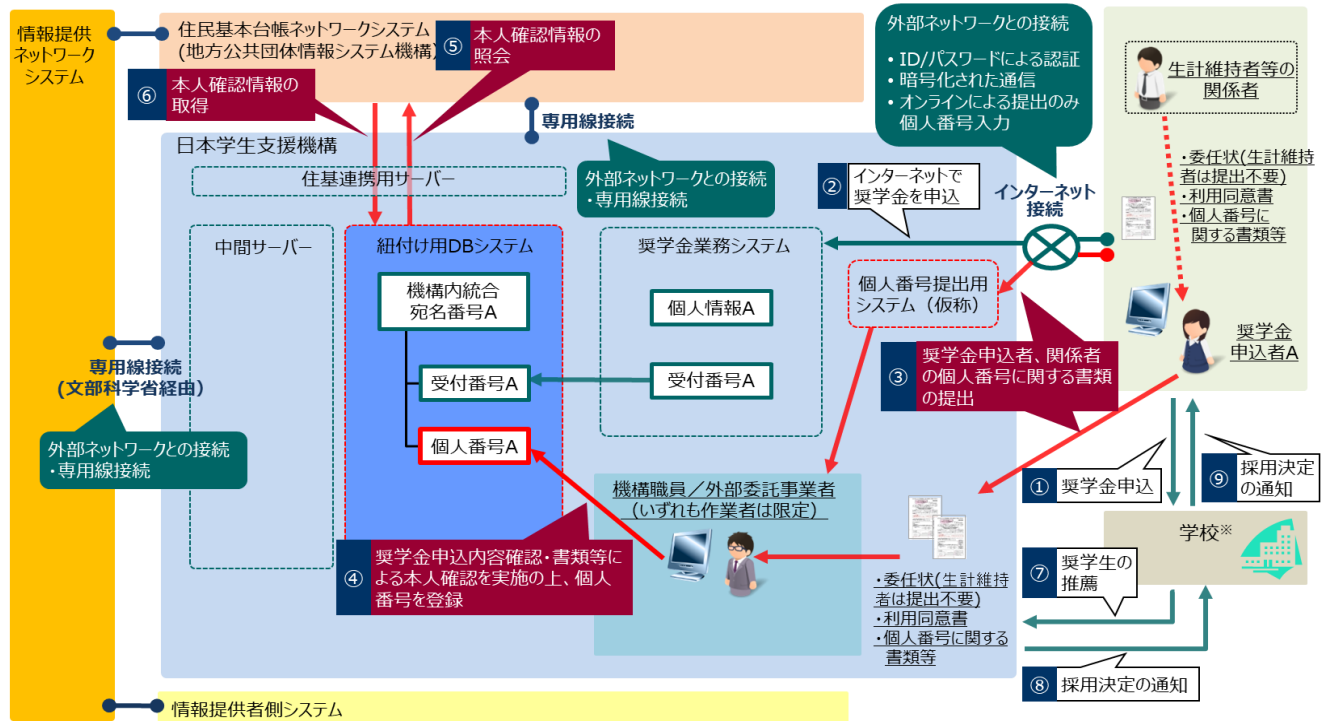 情報提供
ネットワーク
システム
住民基本台帳ネットワークシステム
(地方公共団体情報システム機構)
⑤
本人確認情報の
照会
⑥
本人確認情報の
取得
専用線接続
外部ネットワークとの接続
・専用線接続
外部ネットワークとの接続
• ID/パスワードによる認証
• 暗号化された通信
• オンラインによる提出のみ
個人番号入力
生計維持者等の
関係者
・委任状(生計維持
者は提出不要)
・利用同意書
・個人番号に
関する書類等
奨学金
申込者A
日本学生支援機構
住基連携用サーバー
中間サーバー
紐付け用DBシステム
機構内統合
宛名番号A
受付番号A
個人番号A
奨学金業務システム
個人情報A
受付番号A
②
インターネットで
奨学金を申込
インターネット
接続
個人番号提出用
システム（仮称）
③
奨学金申込者、関係者
の個人番号に関する書類
の提出
専用線接続
(文部科学省経由)
外部ネットワークとの接続
・専用線接続
機構職員／外部委託事業者
(いずれも作業者は限定)
④
奨学金申込内容確認・書類等に
よる本人確認を実施の上、個人
番号を登録
・委任状(生計維持
者は提出不要)
・利用同意書
・個人番号に関する
書類等
①
奨学金申込
⑨
採用決定
の通知
学校※
⑦
奨学生の
推薦
⑧
採用決定の通知
情報提供者側システム